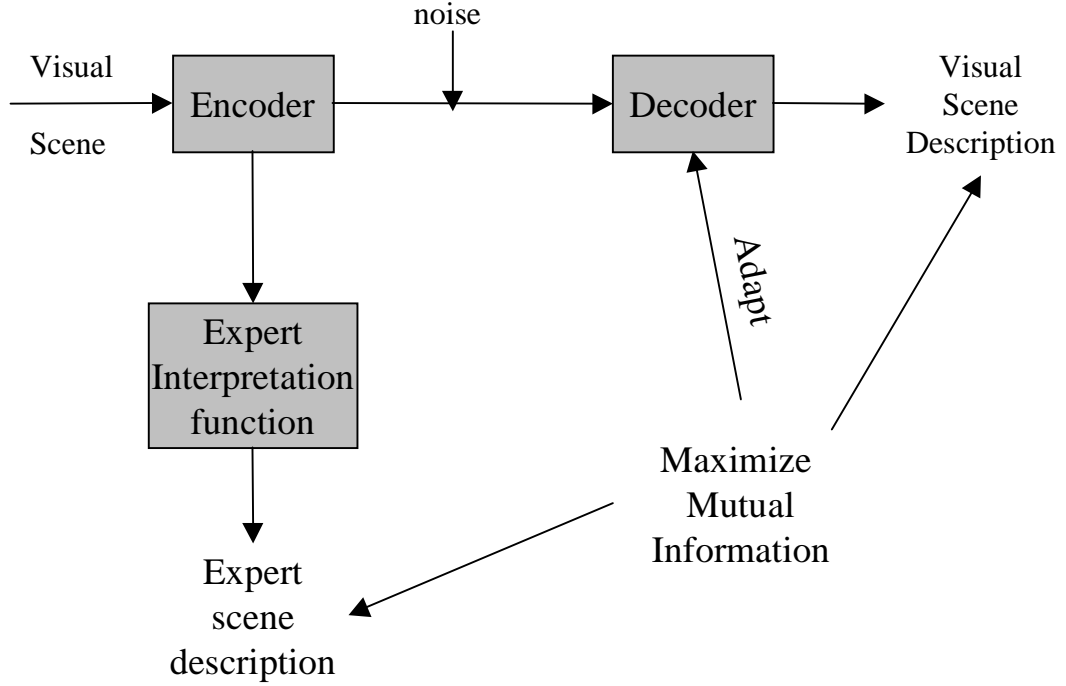 noise
Visual
Scene
Encoder
Decoder
Visual
Scene
Description
Adapt
Expert
Interpretation
function
Maximize
Mutual
Information
Expert
scene
description